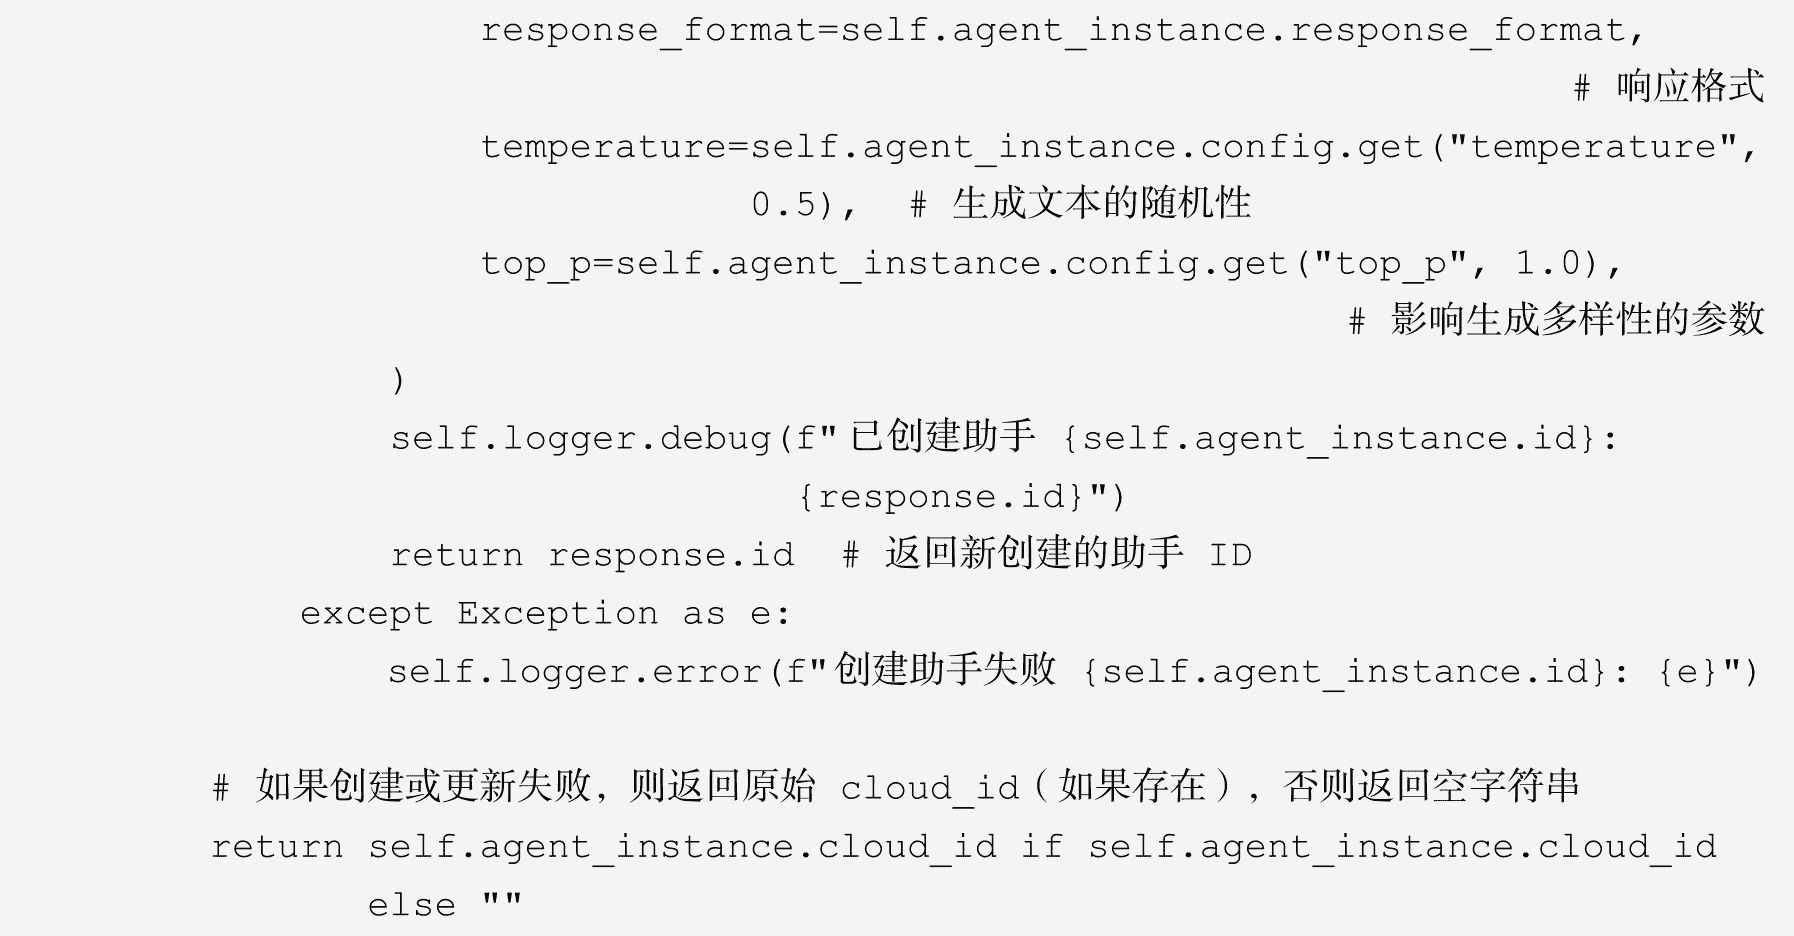 response_format=self.agent_instance.response_format,
# 响应格式
temperature=self.agent_instance.config.get("temperature",
0.5),  # 生成文本的随机性
top_p=self.agent_instance.config.get("top_p", 1.0),
# 影响生成多样性的参数
)
self.logger.debug(f"已创建助手 {self.agent_instance.id}:
{response.id}")
return response.id  # 返回新创建的助手 ID
except Exception as e:
self.logger.error(f"创建助手失败 {self.agent_instance.id}: {e}")
# 如果创建或更新失败，则返回原始 cloud_id（如果存在），否则返回空字符串
return self.agent_instance.cloud_id if self.agent_instance.cloud_id
else ""